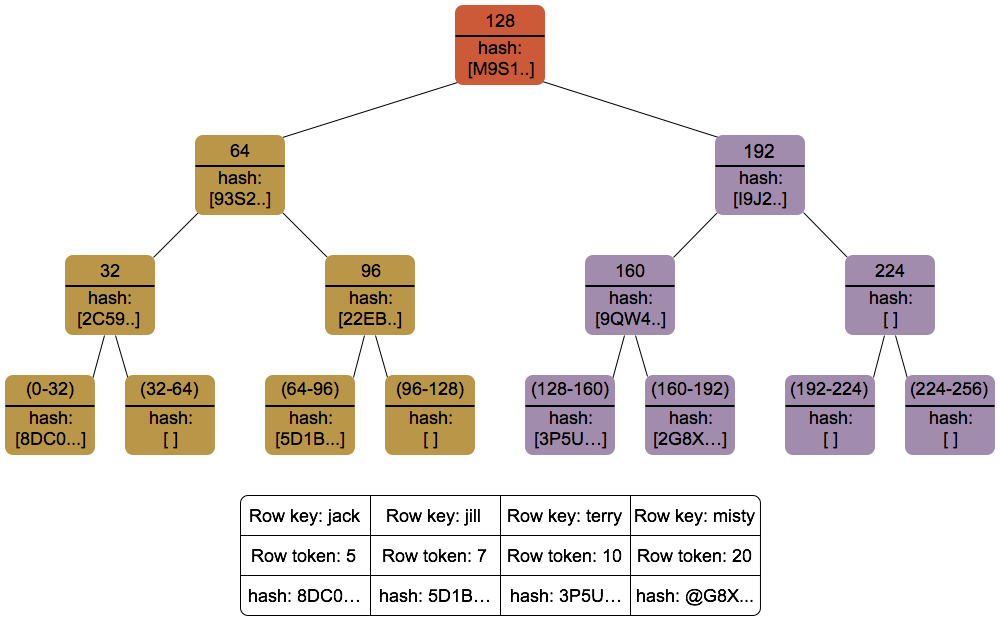 128
hash:
[M9S1..]
64
hash:
[93S2..]
192
hash:
[I9J2..]
32
hash:
[2C59..]
96
hash:
[22EB..]
160
hash:
[9QW4..]
224
hash:
[ ]
(0-32)
hash:
[8DC0...]
(32-64)
hash:
[ ]
(64-96)
hash:
[5D1B...]
(96-128)
hash:
[ ]
(128-160)
hash:
[3P5U...]
(160-192)
hash:
[2G8X...]
(192-224)
hash:
[ ]
(224-256)
hash:
[ ]
Row key: jack Row key: jill Row key: terry Row key: misty
Row token: 5 Row token: 7 Row token: 10 Row token: 20
hash: 8DC0... hash: 5D1B... hash: 3P5U... hash: @G8X...